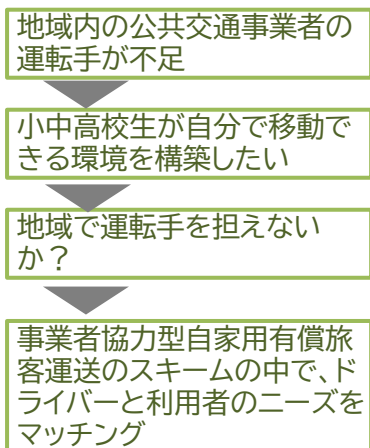 地域内の公共交通事業者の
運転手が不足
小中高校生が自分で移動で
きる環境を構築したい
地域で運転手を担えない
か？
事業者協力型自家用有償旅
客運送のスキームの中で、ド
ライバーと利用者のニーズを
マッチング